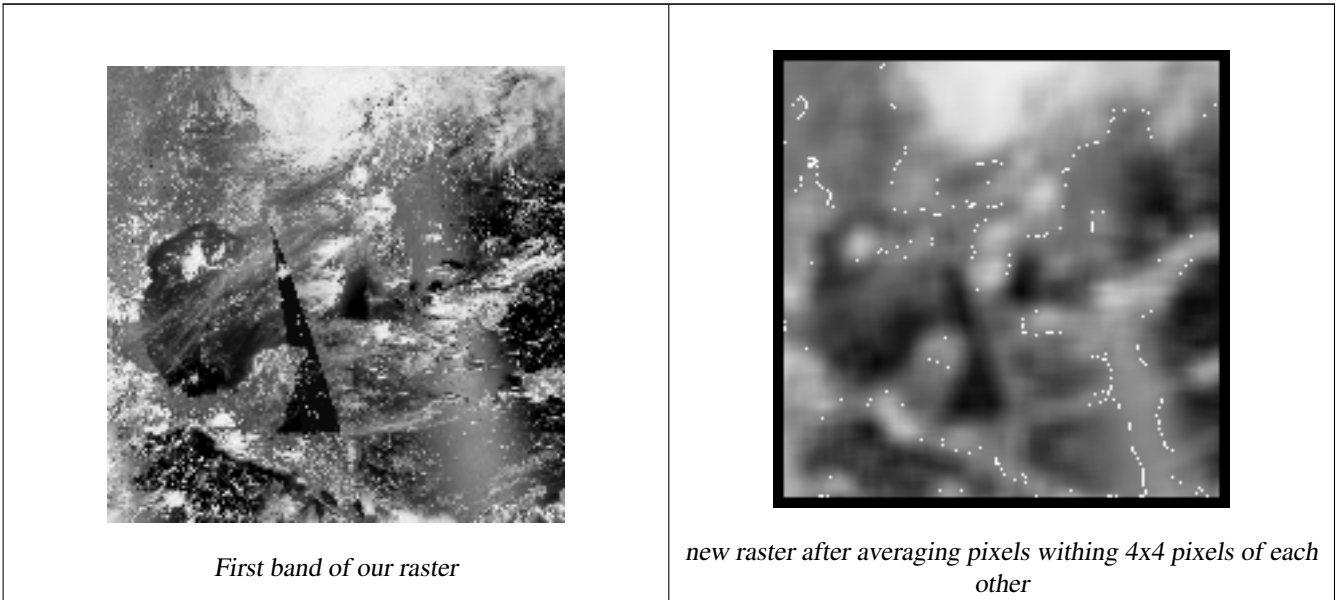 First band of our raster
new raster after averaging pixels withing 4x4 pixels of each
other